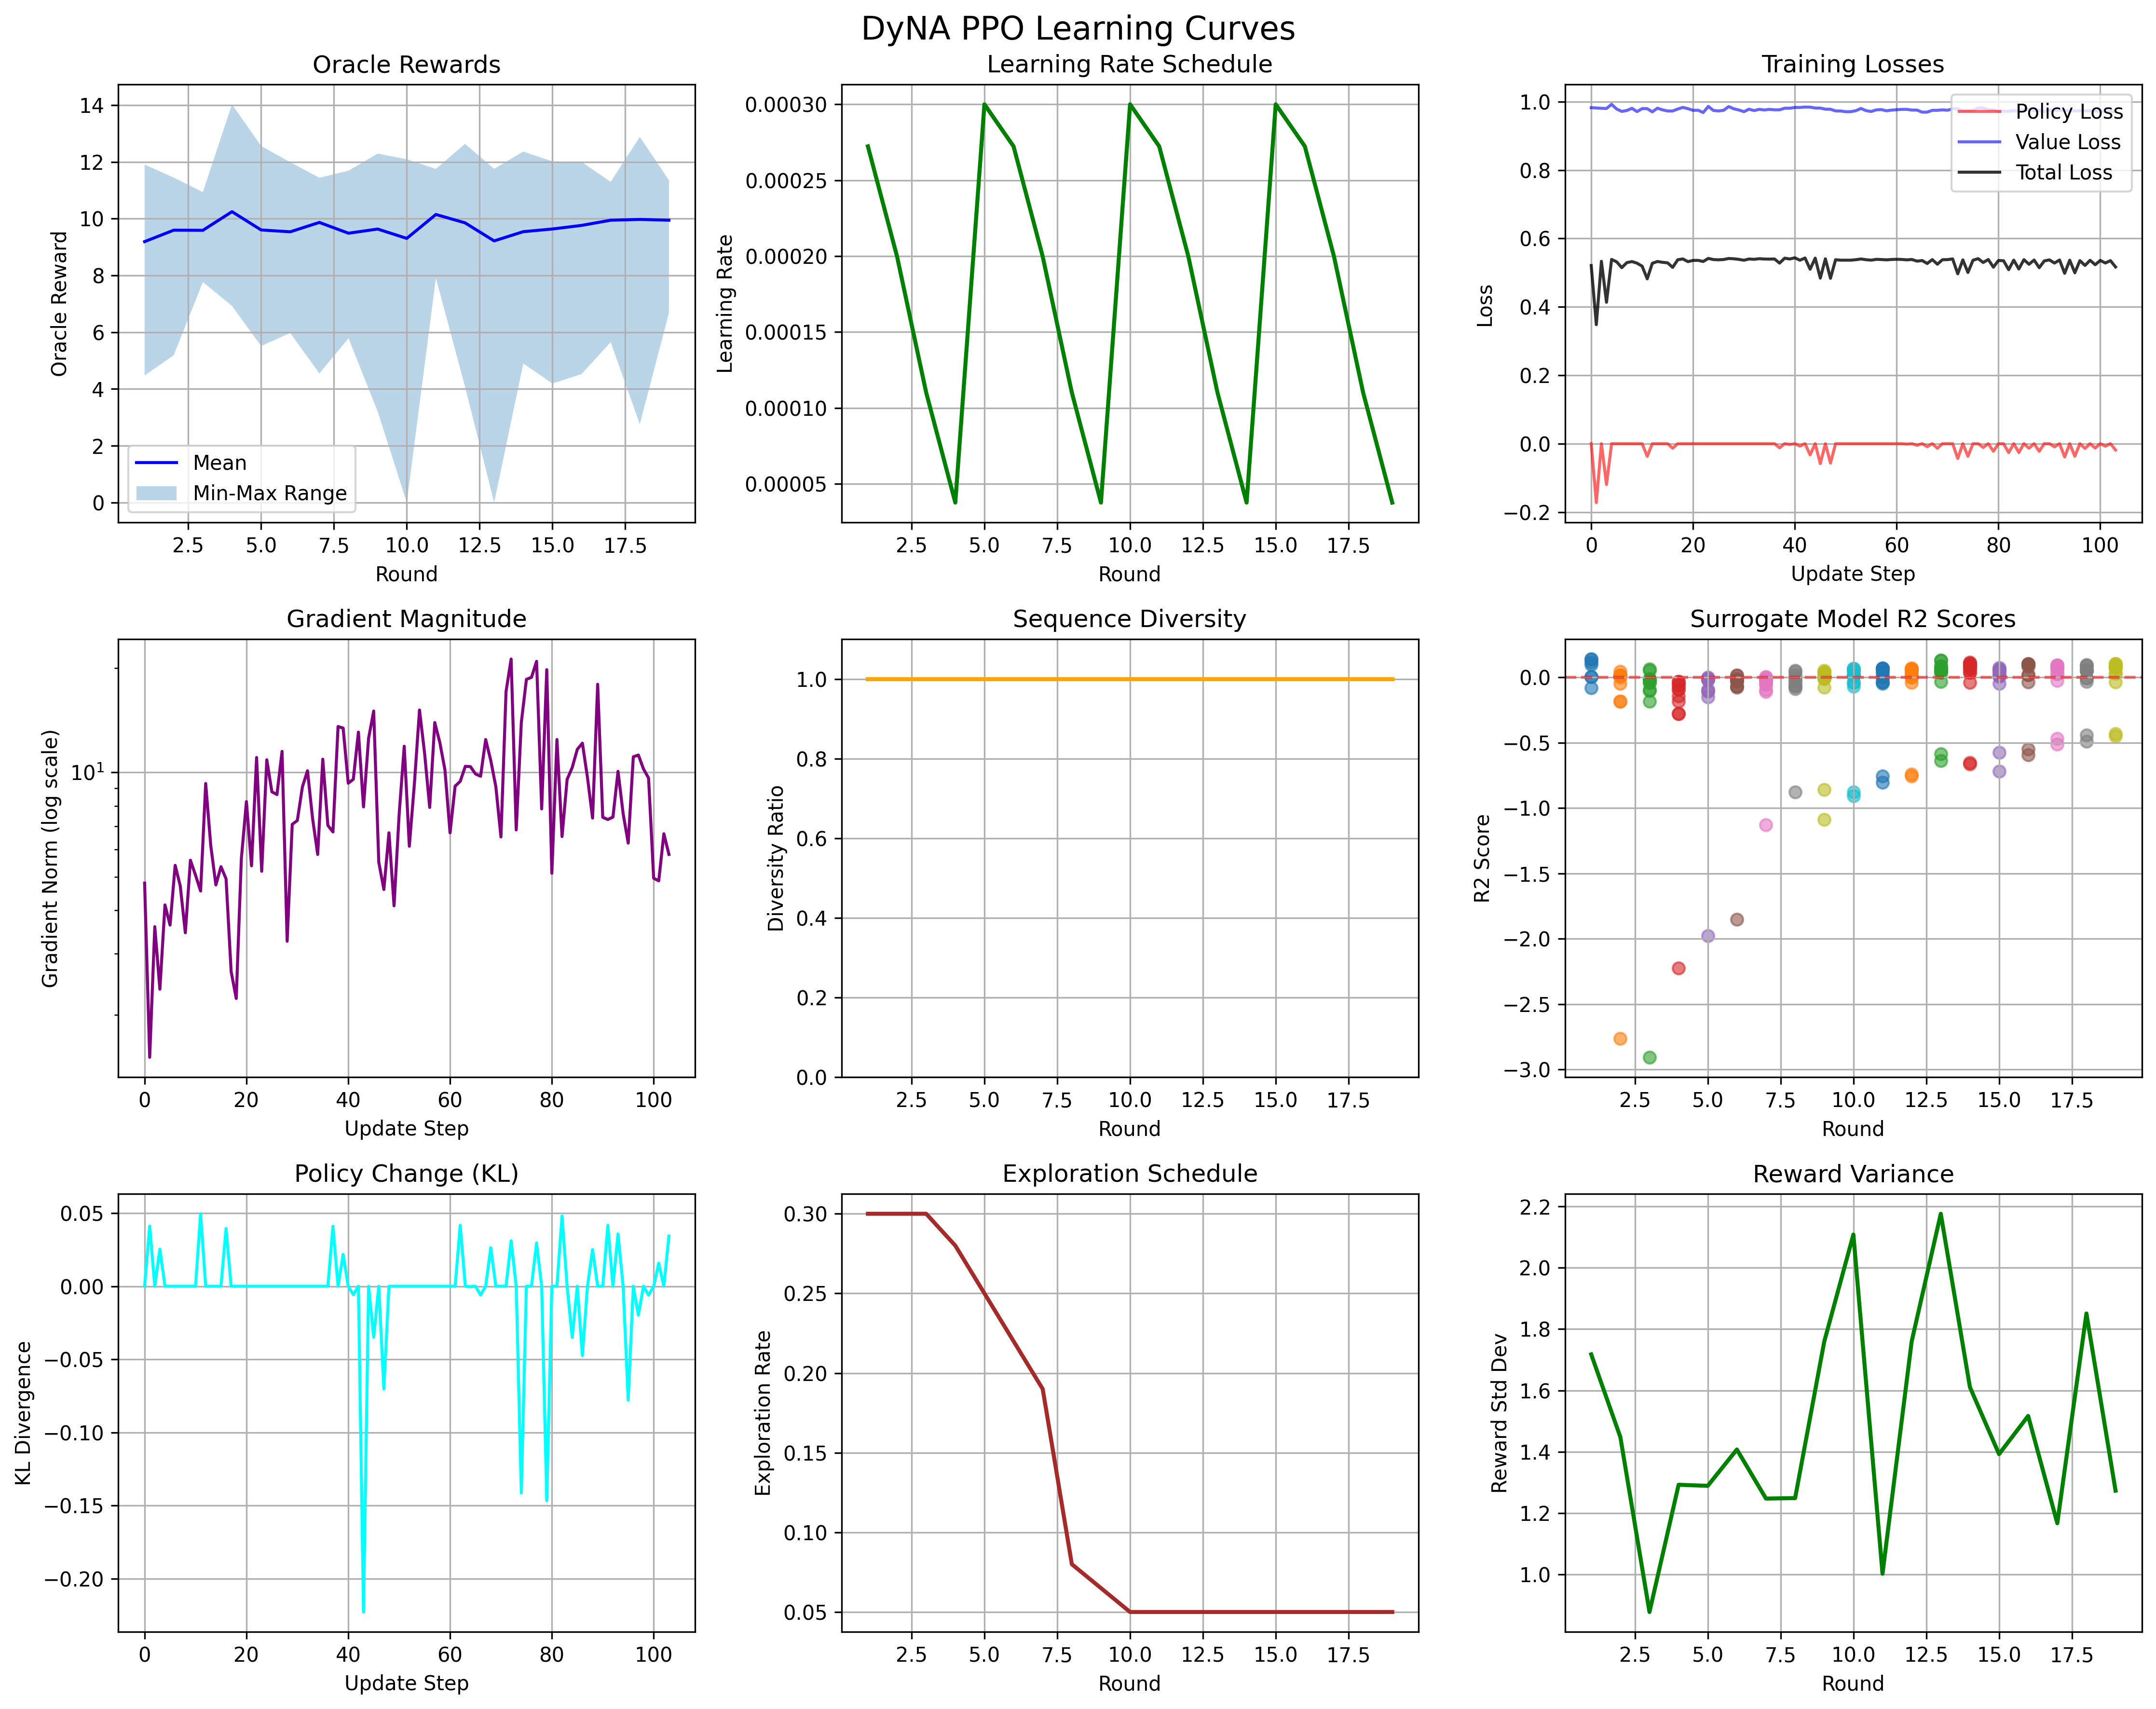 DyNA PPO Learning Curves
Oracle Rewards
Oracle Reward
14
12
10
8
6
4
2
0
Mean
Min-Max Range
2.5 5.0 7.5 10.0 12.5 15.0 17.5
Round
Learning Rate Schedule
Learning Rate
0.00030
0.00025
0.00020
0.00015
0.00010
0.00005
2.5 5.0 7.5 10.0 12.5 15.0 17.5
Round
Training Losses
Loss
1.0
0.8
0.6
0.4
0.2
0.0
−0.2
Policy Loss
Value Loss
Total Loss
0 20 40 60 80 100
Update Step
Gradient Magnitude
Gradient Norm (log scale)
10¹
0 20 40 60 80 100
Update Step
Sequence Diversity
Diversity Ratio
1.0
0.8
0.6
0.4
0.2
0.0
2.5 5.0 7.5 10.0 12.5 15.0 17.5
Round
Surrogate Model R2 Scores
R2 Score
0.0
−0.5
−1.0
−1.5
−2.0
−2.5
−3.0
2.5 5.0 7.5 10.0 12.5 15.0 17.5
Round
Policy Change (KL)
KL Divergence
0.05
0.00
−0.05
−0.10
−0.15
−0.20
0 20 40 60 80 100
Update Step
Exploration Schedule
Exploration Rate
0.30
0.25
0.20
0.15
0.10
0.05
2.5 5.0 7.5 10.0 12.5 15.0 17.5
Round
Reward Variance
Reward Std Dev
2.2
2.0
1.8
1.6
1.4
1.2
1.0
2.5 5.0 7.5 10.0 12.5 15.0 17.5
Round